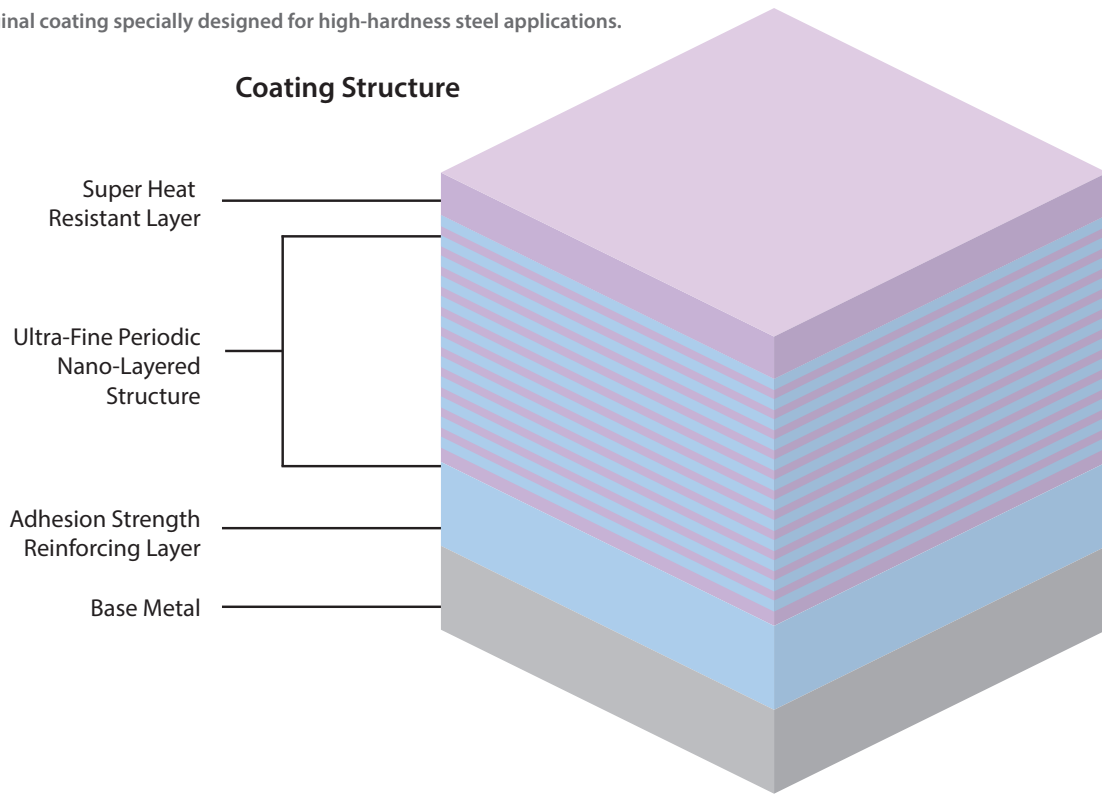 inal coating specially designed for high-hardness steel applications.
Coating Structure
Super Heat
Resistant Layer
Ultra-Fine Periodic
Nano-Layered
Structure
Adhesion Strength
Reinforcing Layer
Base Metal